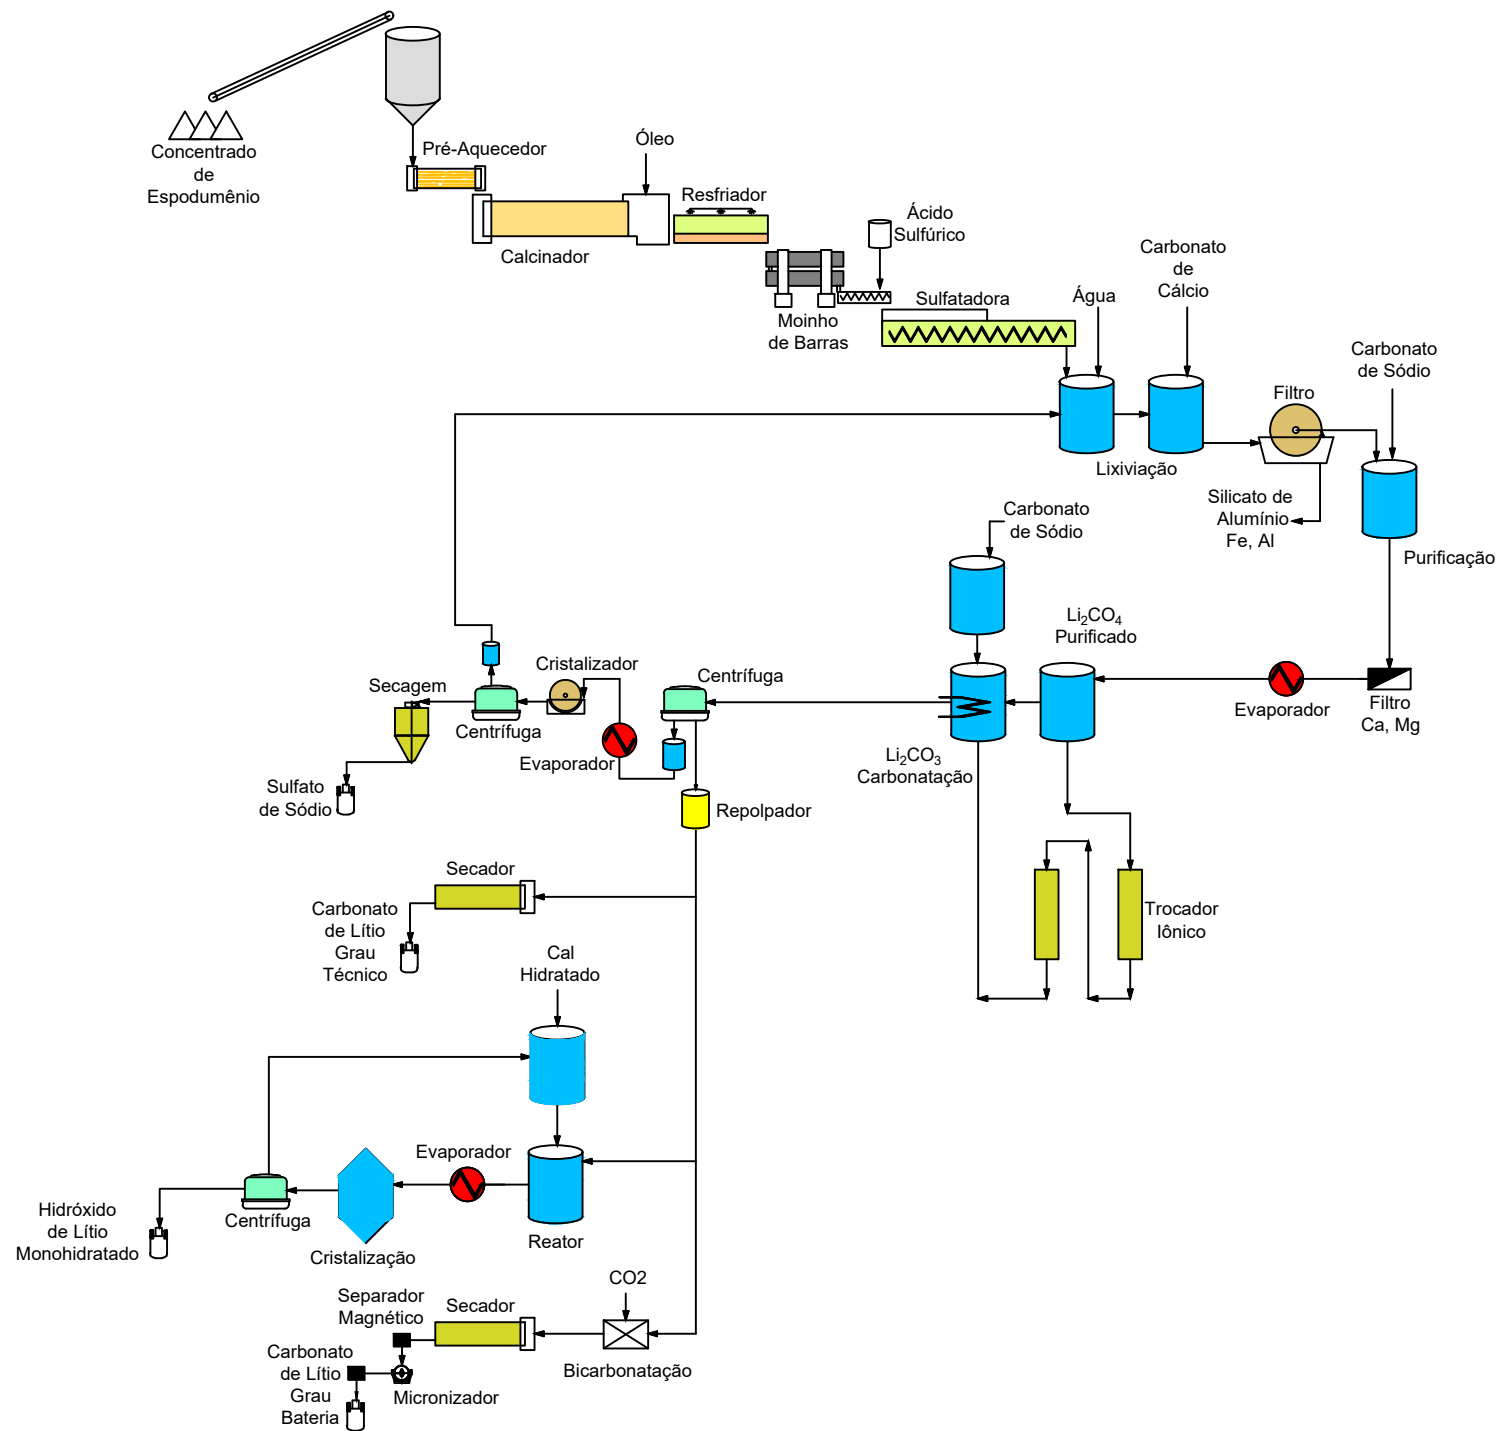 Concentrado
de
Espodumênio
Pré-Aquecedor
Óleo
Calcinador
Resfriador
Moinho
de Barras
Ácido
Sulfúrico
Sulfatadora
Água
Carbonato
de
Cálcio
Lixiviação
Filtro
Silicato de
Alumínio
Fe, Al
Carbonato
de Sódio
Purificação
Filtro
Ca, Mg
Evaporador
Li₂CO₄
Purificado
Carbonato
de Sódio
Li₂CO₃
Carbonatação
Trocador
Iônico
Centrífuga
Repolpador
Evaporador
Cristalizador
Centrífuga
Secagem
Sulfato
de Sódio
Secador
Carbonato
de Lítio
Grau
Técnico
Cal
Hidratado
Reator
Evaporador
Cristalização
Centrífuga
Hidróxido
de Lítio
Monohidratado
CO2
Bicarbonatação
Secador
Separador
Magnético
Micronizador
Carbonato
de Lítio
Grau
Bateria